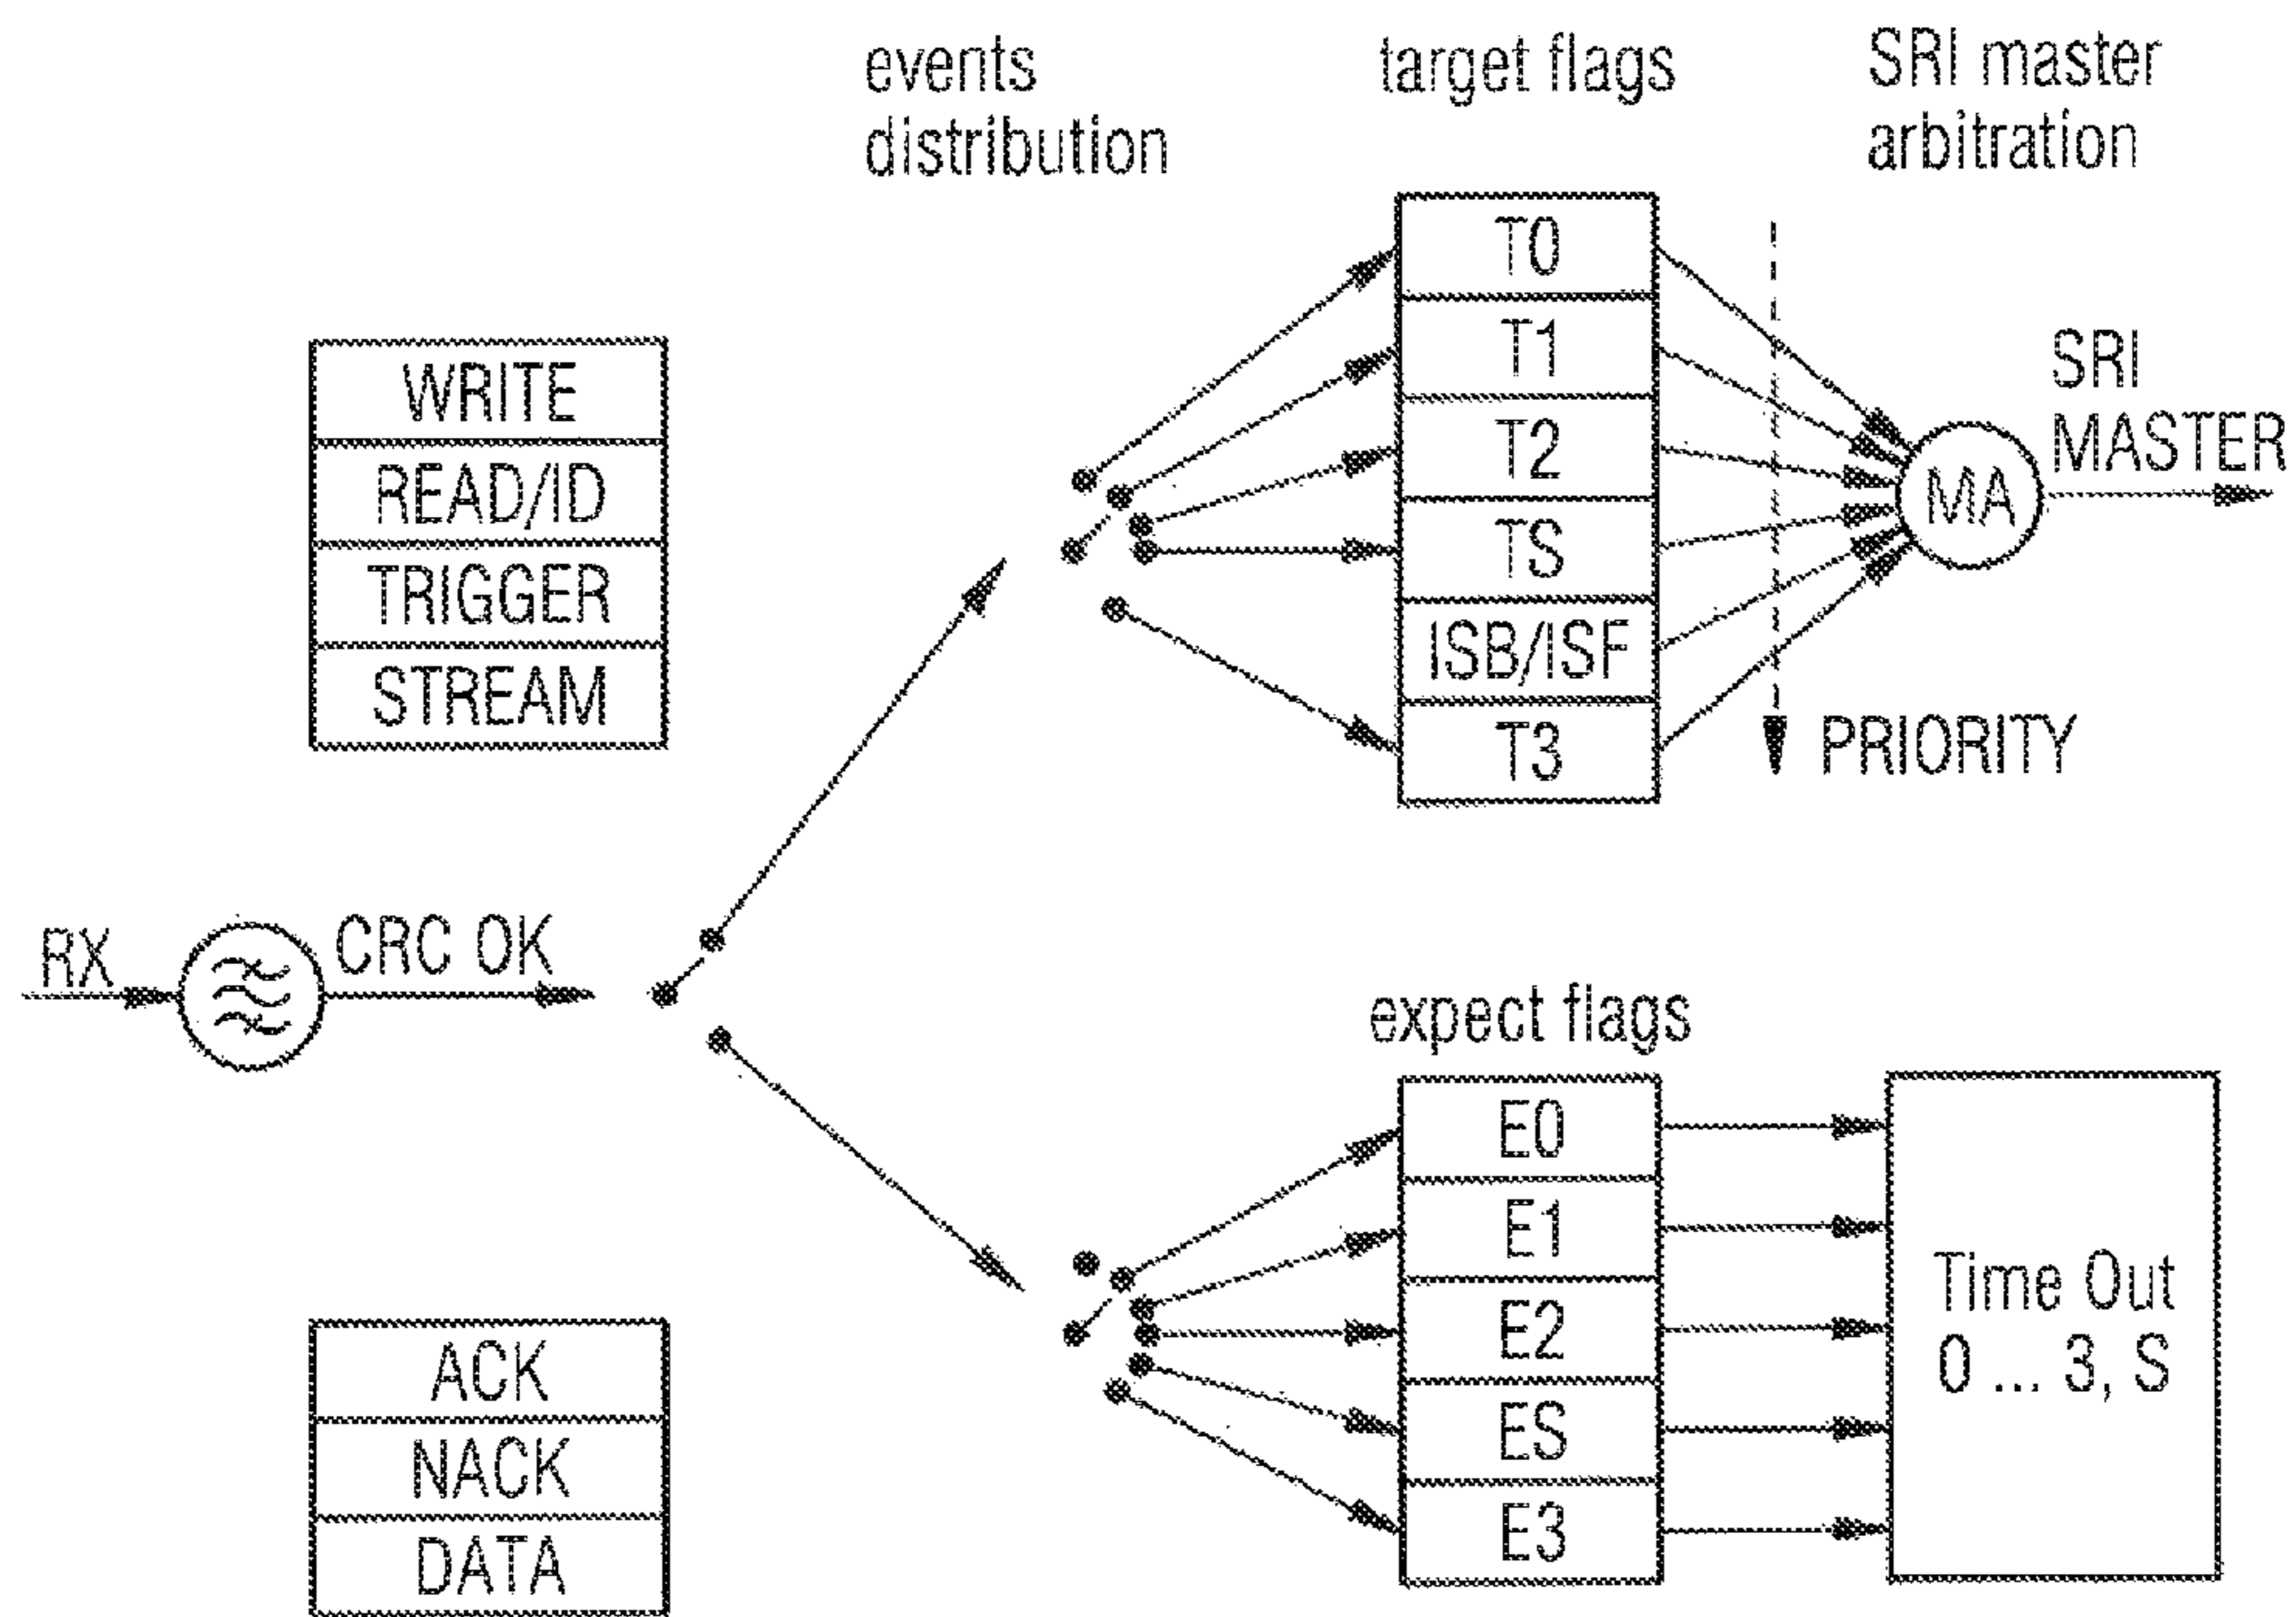 events
distribution
target flags
SRI master
arbitration
WRITE
READ/ID
TRIGGER
STREAM
T0
T1
T2
TS
ISB/ISF
T3
PRIORITY
MA
SRI
MASTER
RX
CRC OK
ACK
NACK
DATA
expect flags
E0
E1
E2
ES
E3
Time Out
0 ... 3, S